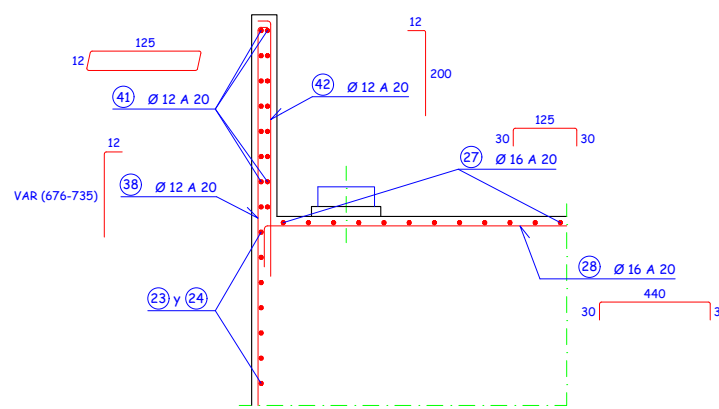 125
12
41 Ø 12 A 20
42 Ø 12 A 20
12
200
125
30 30
27 Ø 16 A 20
12
VAR (676-735)
38 Ø 12 A 20
28 Ø 16 A 20
23 y 24
440
30